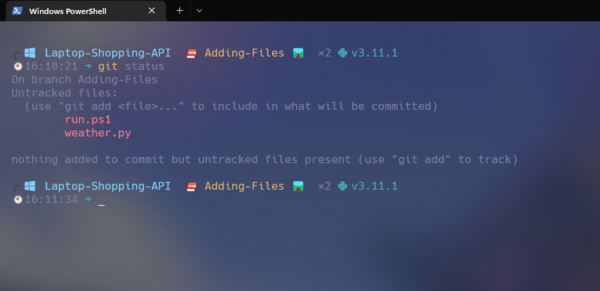 Windows PowerShell
Laptop-Shopping-API Adding-Files ×2 v3.11.1
16:10:21 ➜ git status
On branch Adding-Files
Untracked files:
(use "git add <file>..." to include in what will be committed)
run.ps1
weather.py
nothing added to commit but untracked files present (use "git add" to track)
Laptop-Shopping-API Adding-Files ×2 v3.11.1
16:11:34 ➜ _